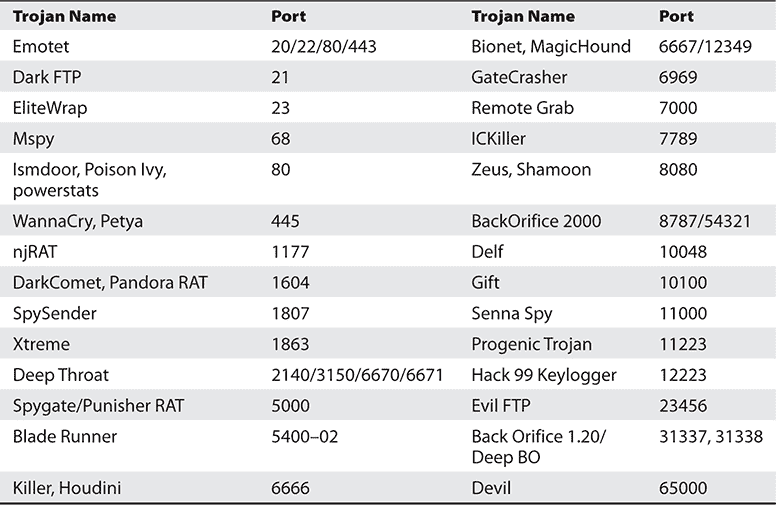 Trojan Name Port Trojan Name Port
Emotet 20/22/80/443 Bionet, MagicHound 6667/12349
Dark FTP 21 GateCrasher 6969
EliteWrap 23 Remote Grab 7000
Mspy 68 ICKiller 7789
Ismdoor, Poison Ivy, 80 Zeus, Shamoon 8080
powerstats
WannaCry, Petya 445 BackOrifice 2000 8787/54321
njRAT 1177 Delf 10048
DarkComet, Pandora RAT 1604 Gift 10100
SpySender 1807 Senna Spy 11000
Xtreme 1863 Progenic Trojan 11223
Deep Throat 2140/3150/6670/6671 Hack 99 Keylogger 12223
Spygate/Punisher RAT 5000 Evil FTP 23456
Blade Runner 5400–02 Back Orifice 1.20/ 31337, 31338
Deep BO
Killer, Houdini 6666 Devil 65000